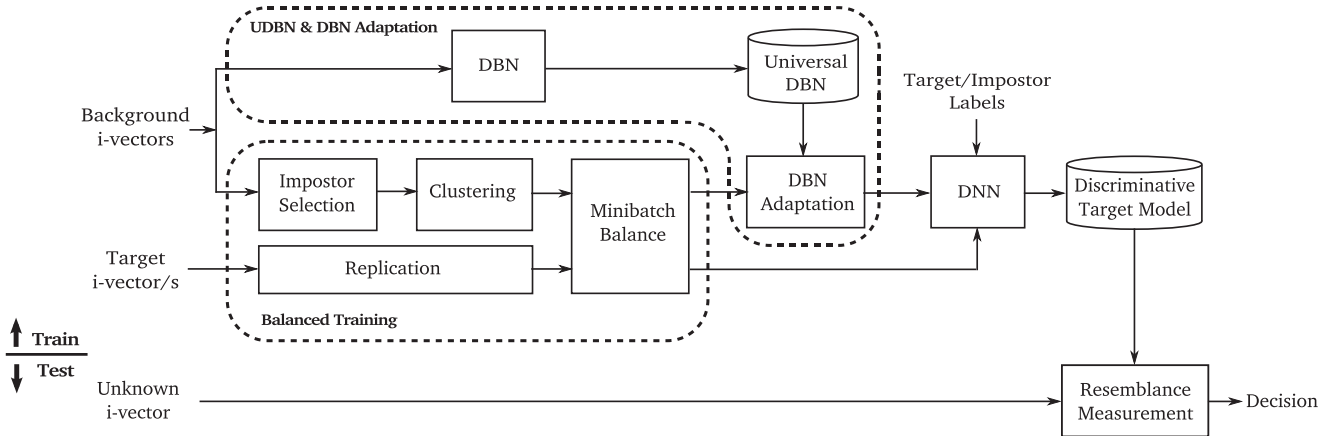 UDBN & DBN Adaptation
DBN
Universal
DBN
Target/Impostor
Labels
Background
i-vectors
Impostor
Selection
Clustering
Minibatch
Balance
DBN
Adaptation
DNN
Discriminative
Target Model
Target
i-vector/s
Replication
Balanced Training
Train
Test
Unknown
i-vector
Resemblance
Measurement
Decision